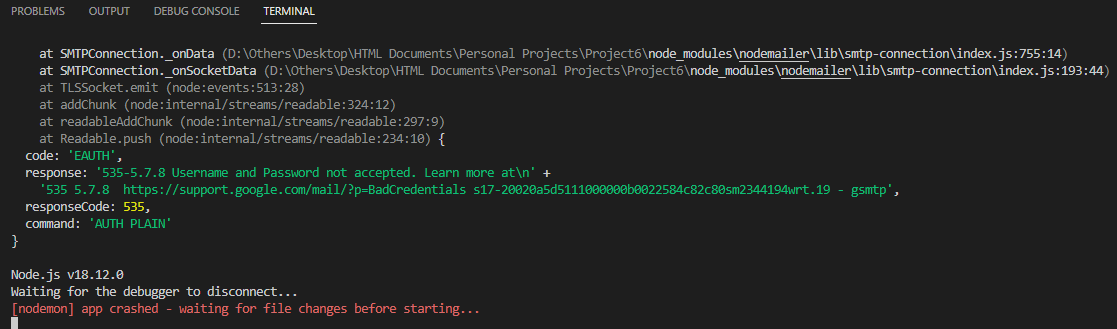 PROBLEMS OUTPUT DEBUG CONSOLE TERMINAL
at SMTPConnection._onData (D:\Others\Desktop\HTML Documents\Personal Projects\Project6\node_modules\nodemailer\lib\smtp-connection\index.js:755:14)
at SMTPConnection._onSocketData (D:\Others\Desktop\HTML Documents\Personal Projects\Project6\node_modules\nodemailer\lib\smtp-connection\index.js:193:44)
at TLSSocket.emit (node:events:513:28)
at addChunk (node:internal/streams/readable:324:12)
at readableAddChunk (node:internal/streams/readable:297:9)
at Readable.push (node:internal/streams/readable:234:10) {
code: 'EAUTH',
response: '535-5.7.8 Username and Password not accepted. Learn more at\n' +
'535 5.7.8  https://support.google.com/mail/?p=BadCredentials s17-20020a5d5111000000b0022584c82c80sm2344194wrt.19 - gsmtp',
responseCode: 535,
command: 'AUTH PLAIN'
}
Node.js v18.12.0
Waiting for the debugger to disconnect...
[nodemon] app crashed - waiting for file changes before starting...